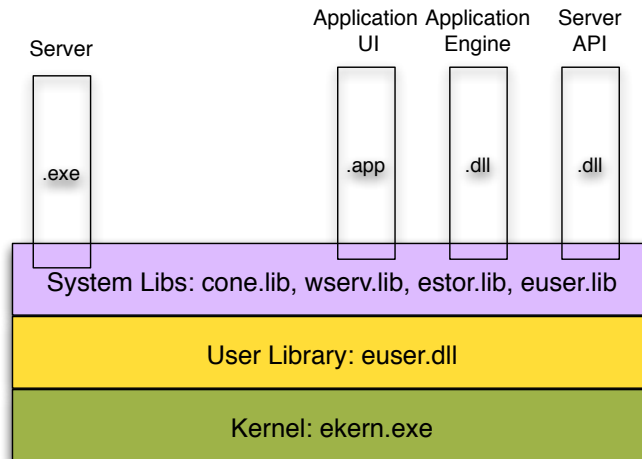 Server
Application
UI
Application
Engine
Server
API
.exe
.app
.dll
.dll
System Libs: cone.lib, wserv.lib, estor.lib, euser.lib
User Library: euser.dll
Kernel: ekern.exe